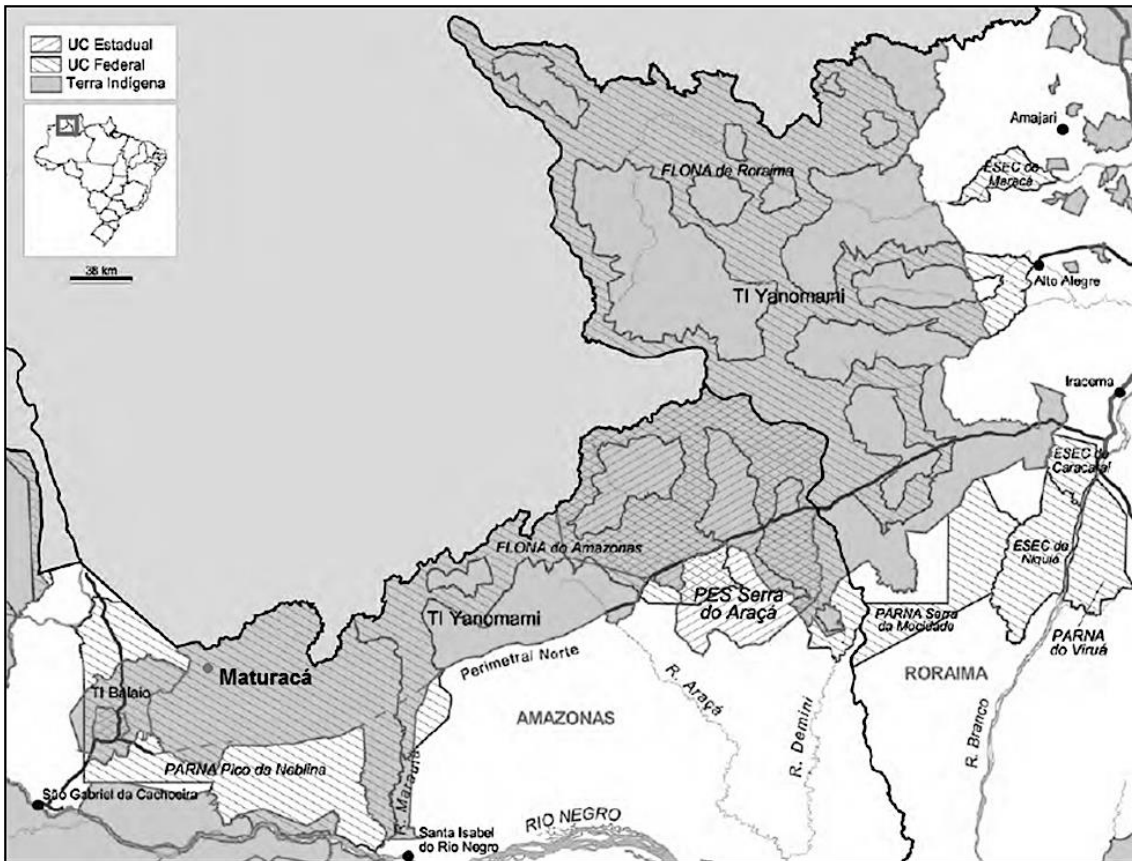 UC Estadual
UC Federal
Terra Indígena
38 km
Amajari
ESEC de
Maracá
FLONA de Roraima
TI Yanomami
Alto Alegre
Iracema
ESEC de
Caracaraí
ESEC de
Niquiá
FLONA do Amazonas
PES Serra
do Araçá
PARNA Serra
da Mocidade
PARNA
do Viruá
TI Yanomami
Maturacá
Perimetral Norte
R. Araçá
RORAIMA
TI Balaio
AMAZONAS
R. Demini
R. Branco
PARNA Pico da Neblina
R. Marauiá
São Gabriel da Cachoeira
Santa Isabel
do Rio Negro
RIO NEGRO